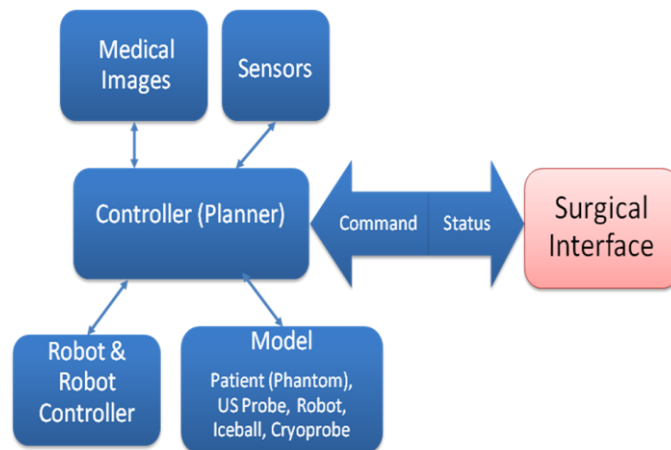 Medical
Images
Sensors
Controller (Planner)
Command
Status
Surgical
Interface
Robot &
Robot
Controller
Model
Patient (Phantom),
US Probe, Robot,
Iceball, Cryoprobe